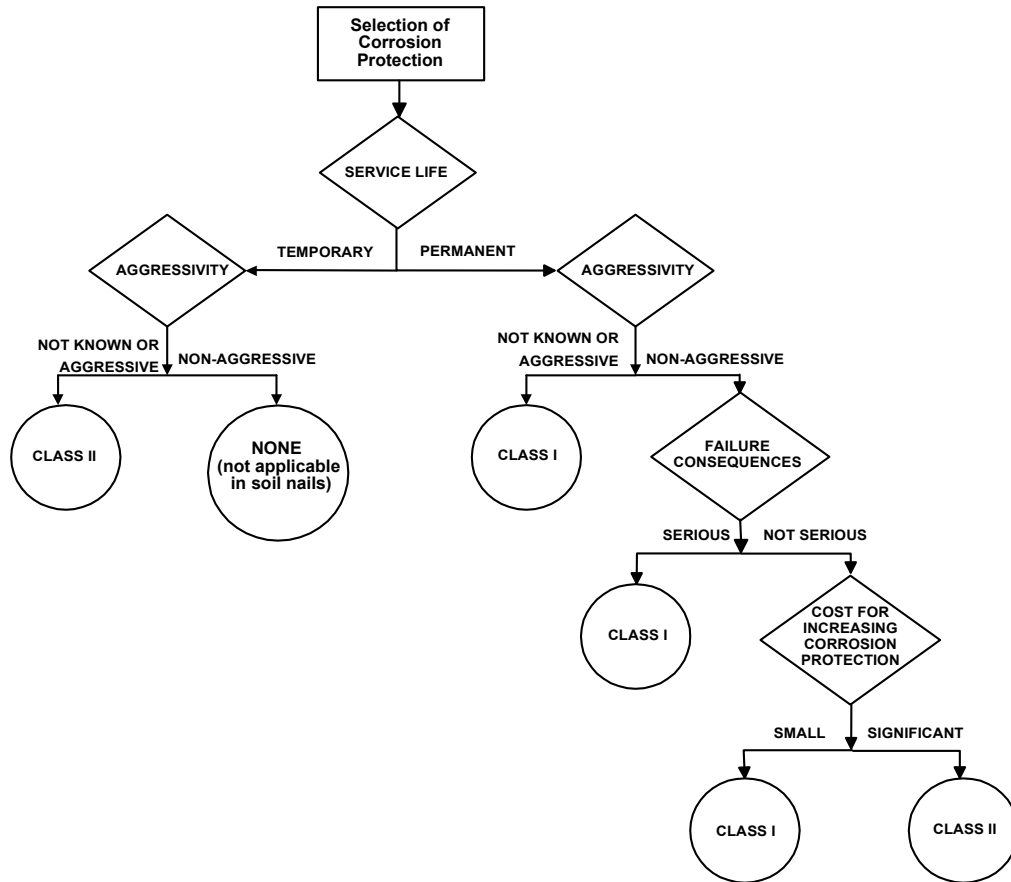 Selection of
Corrosion
Protection
SERVICE LIFE
TEMPORARY
PERMANENT
AGGRESSIVITY
AGGRESSIVITY
NOT KNOWN OR
AGGRESSIVE
NON-AGGRESSIVE
NOT KNOWN OR
AGGRESSIVE
NON-AGGRESSIVE
CLASS II
NONE
(not applicable
in soil nails)
CLASS I
FAILURE
CONSEQUENCES
SERIOUS
NOT SERIOUS
CLASS I
COST FOR
INCREASING
CORROSION
PROTECTION
SMALL
SIGNIFICANT
CLASS I
CLASS II